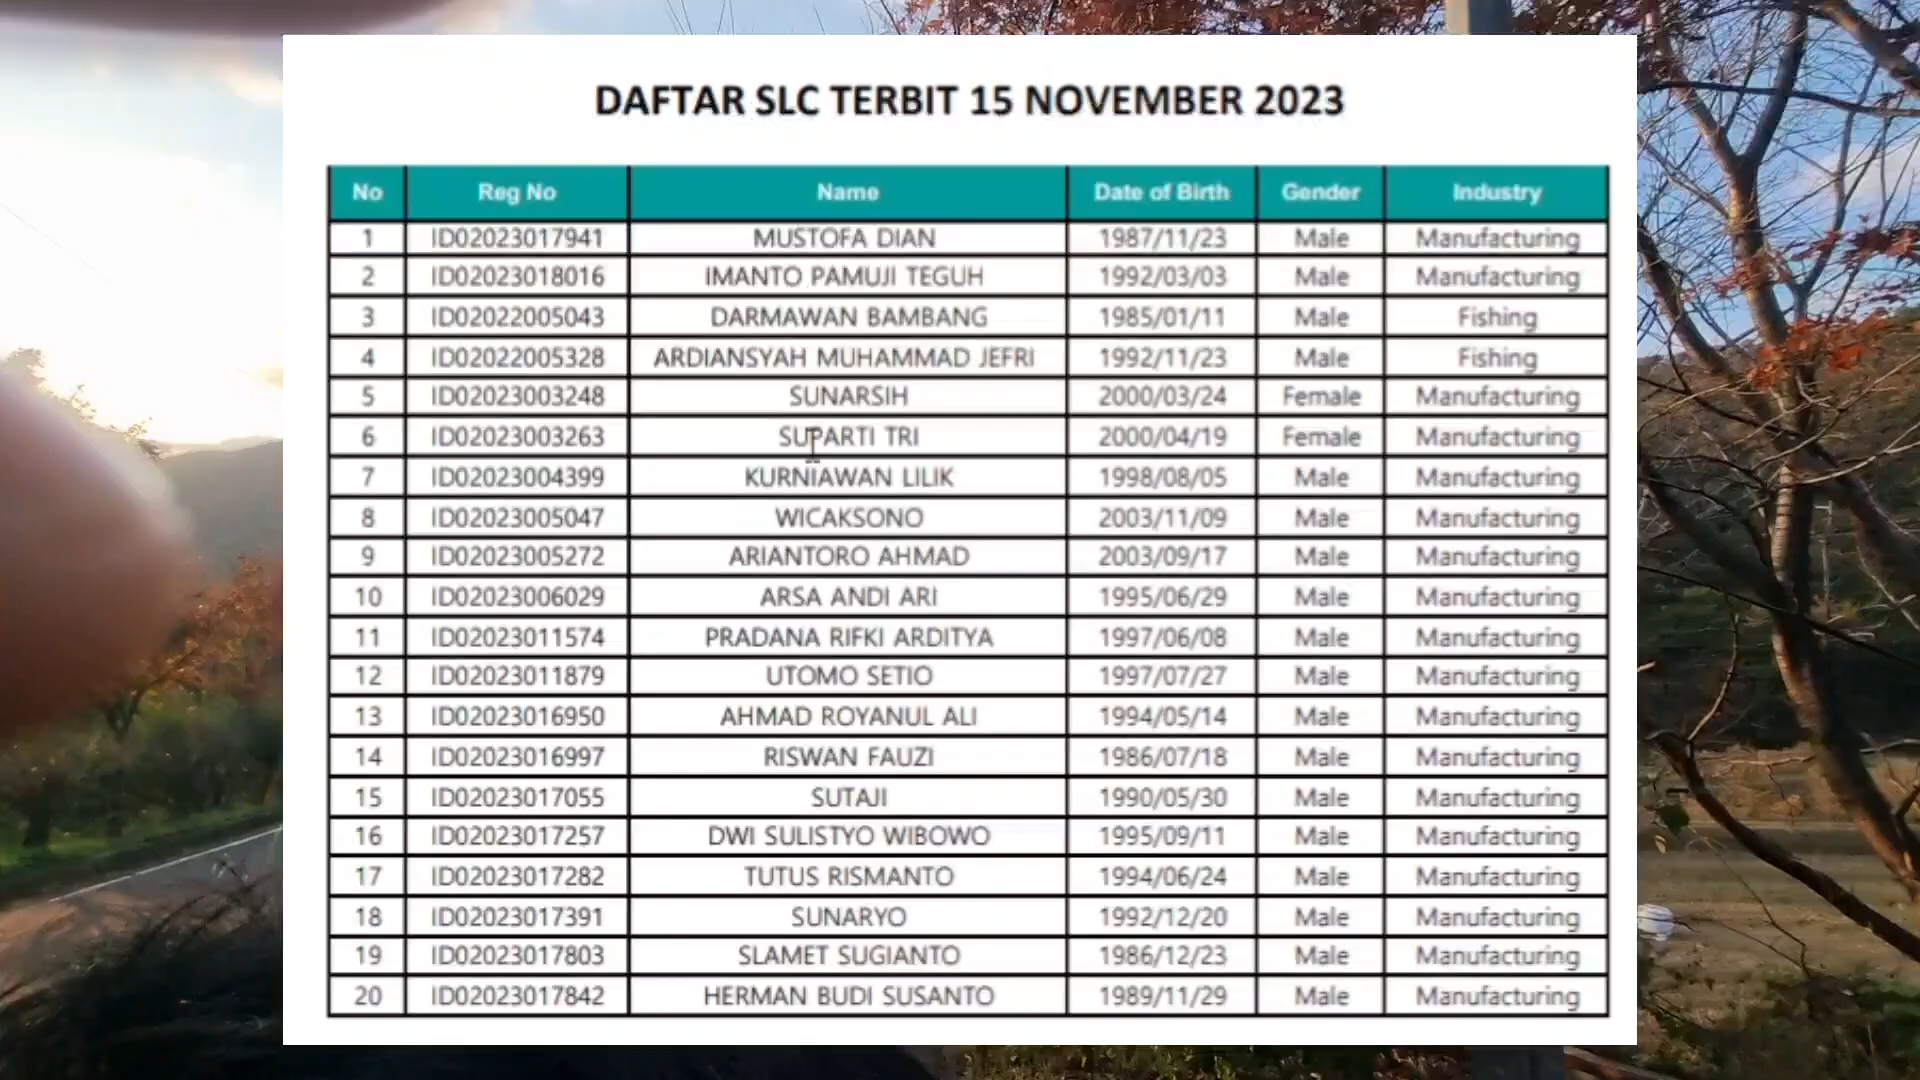 DAFTAR SLC TERBIT 15 NOVEMBER 2023
No Reg No Name Date of Birth Gender Industry
1 ID02023017941 MUSTOFA DIAN 1987/11/23 Male Manufacturing
2 ID02023018016 IMANTO PAMUJI TEGUH 1992/03/03 Male Manufacturing
3 ID02022005043 DARMAWAN BAMBANG 1985/01/11 Male Fishing
4 ID02022005328 ARDIANSYAH MUHAMMAD JEFRI 1992/11/23 Male Fishing
5 ID02023003248 SUNARSIH 2000/03/24 Female Manufacturing
6 ID02023003263 SUPARTI TRI 2000/04/19 Female Manufacturing
7 ID02023004399 KURNIAWAN LILIK 1998/08/05 Male Manufacturing
8 ID02023005047 WICAKSONO 2003/11/09 Male Manufacturing
9 ID02023005272 ARIANTORO AHMAD 2003/09/17 Male Manufacturing
10 ID02023006029 ARSA ANDI ARI 1995/06/29 Male Manufacturing
11 ID02023011574 PRADANA RIFKI ARDITYA 1997/06/08 Male Manufacturing
12 ID02023011879 UTOMO SETIO 1997/07/27 Male Manufacturing
13 ID02023016950 AHMAD ROYANUL ALI 1994/05/14 Male Manufacturing
14 ID02023016997 RISWAN FAUZI 1986/07/18 Male Manufacturing
15 ID02023017055 SUTAJI 1990/05/30 Male Manufacturing
16 ID02023017257 DWI SULISTYO WIBOWO 1995/09/11 Male Manufacturing
17 ID02023017282 TUTUS RISMANTO 1994/06/24 Male Manufacturing
18 ID02023017391 SUNARYO 1992/12/20 Male Manufacturing
19 ID02023017803 SLAMET SUGIANTO 1986/12/23 Male Manufacturing
20 ID02023017842 HERMAN BUDI SUSANTO 1989/11/29 Male Manufacturing